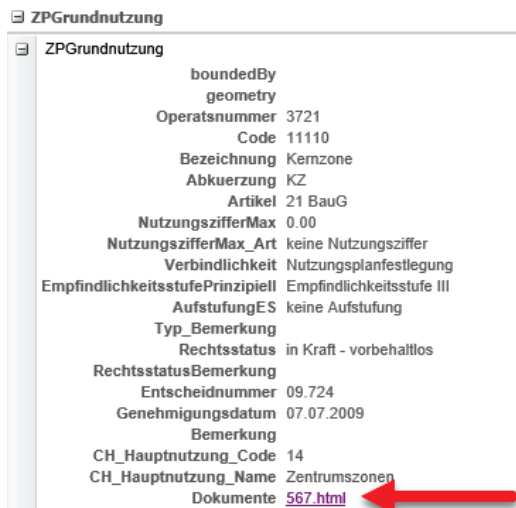 ZPGrundnutzung
ZPGrundnutzung
boundedBy
geometry
Operatsnummer 3721
Code 11110
Bezeichnung Kernzone
Abkuerzung KZ
Artikel 21 BauG
NutzungszifferMax 0.00
NutzungszifferMax_Art keine Nutzungsziffer
Verbindlichkeit Nutzungsplanfestlegung
EmpfindlichkeitsstufePrinzipiell Empfindlichkeitsstufe III
AufstufungES keine Aufstufung
Typ_Bemerkung
Rechtsstatus in Kraft - vorbehaltlos
RechtsstatusBemerkung
Entscheidnummer 09.724
Genehmigungsdatum 07.07.2009
Bemerkung
CH_Hauptnutzung_Code 14
CH_Hauptnutzung_Name Zentrumszonen
Dokumente 567.html